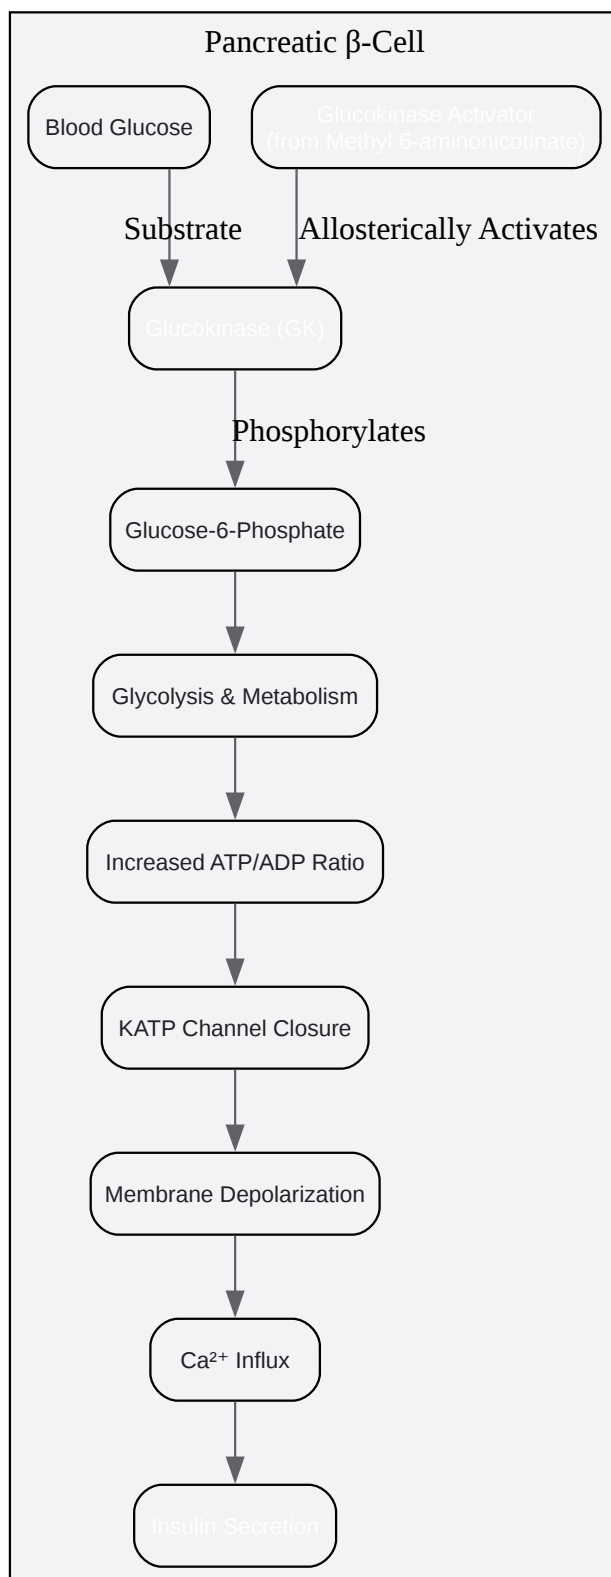 Pancreatic β-Cell
Blood Glucose
Glucokinase Activator
(from Methyl 6-aminonicotinate)
Substrate
Allosterically Activates
Glucokinase (GK)
Phosphorylates
Glucose-6-Phosphate
Glycolysis & Metabolism
Increased ATP/ADP Ratio
KATP Channel Closure
Membrane Depolarization
Ca²⁺ Influx
Insulin Secretion